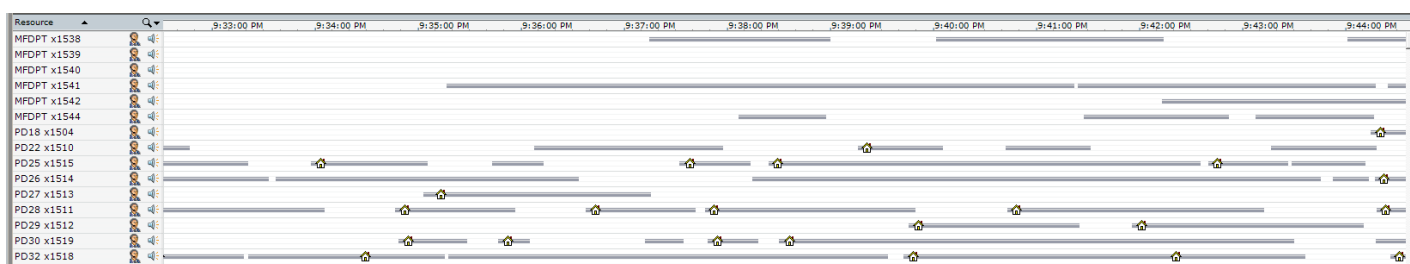 Resource ,9:33:00 PM ,9:34:00 PM ,9:35:00 PM ,9:36:00 PM ,9:37:00 PM ,9:38:00 PM ,9:39:00 PM ,9:40:00 PM ,9:41:00 PM ,9:42:00 PM ,9:43:00 PM ,9:44:00 PM
MFDPT x1538
MFDPT x1539
MFDPT x1540
MFDPT x1541
MFDPT x1542
MFDPT x1544
PD18 x1504
PD22 x1510
PD25 x1515
PD26 x1514
PD27 x1513
PD28 x1511
PD29 x1512
PD30 x1519
PD32 x1518